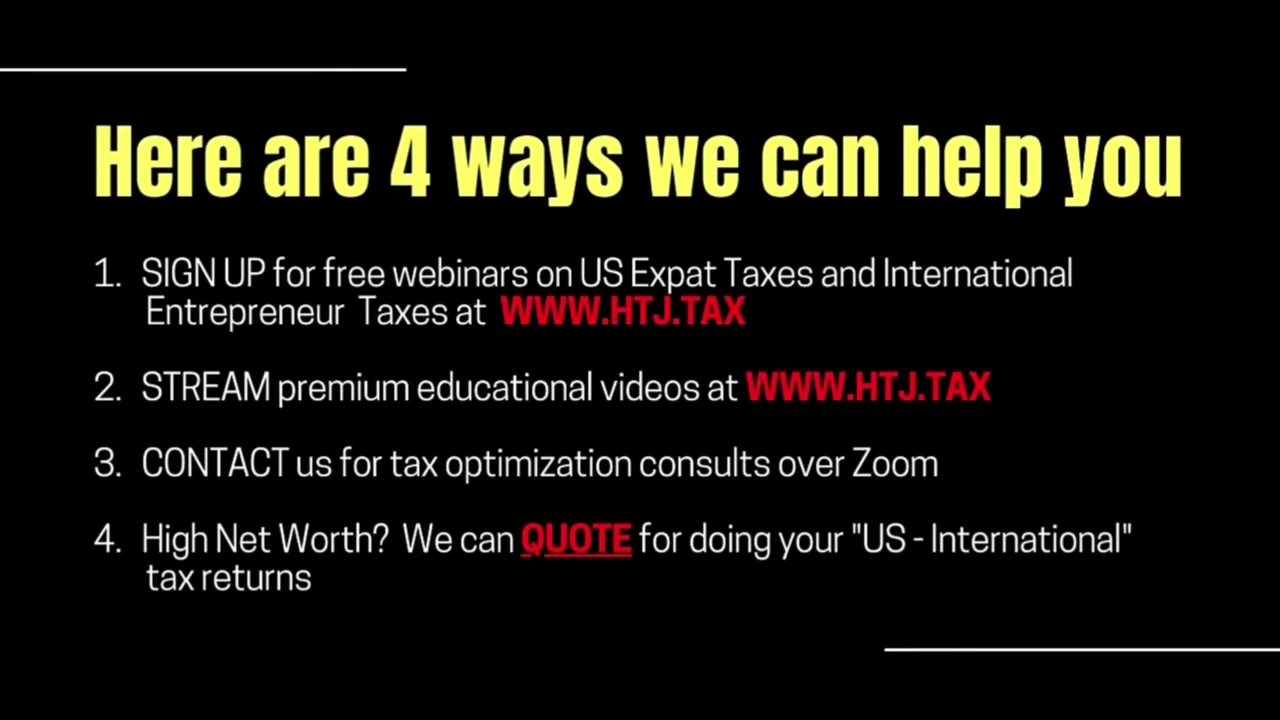 Here are 4 ways we can help you
1. SIGN UP for free webinars on US Expat Taxes and International
Entrepreneur Taxes at WWW.HTJ.TAX
2. STREAM premium educational videos at WWW.HTJ.TAX
3. CONTACT us for tax optimization consults over Zoom
4. High Net Worth? We can QUOTE for doing your "US - International"
tax returns